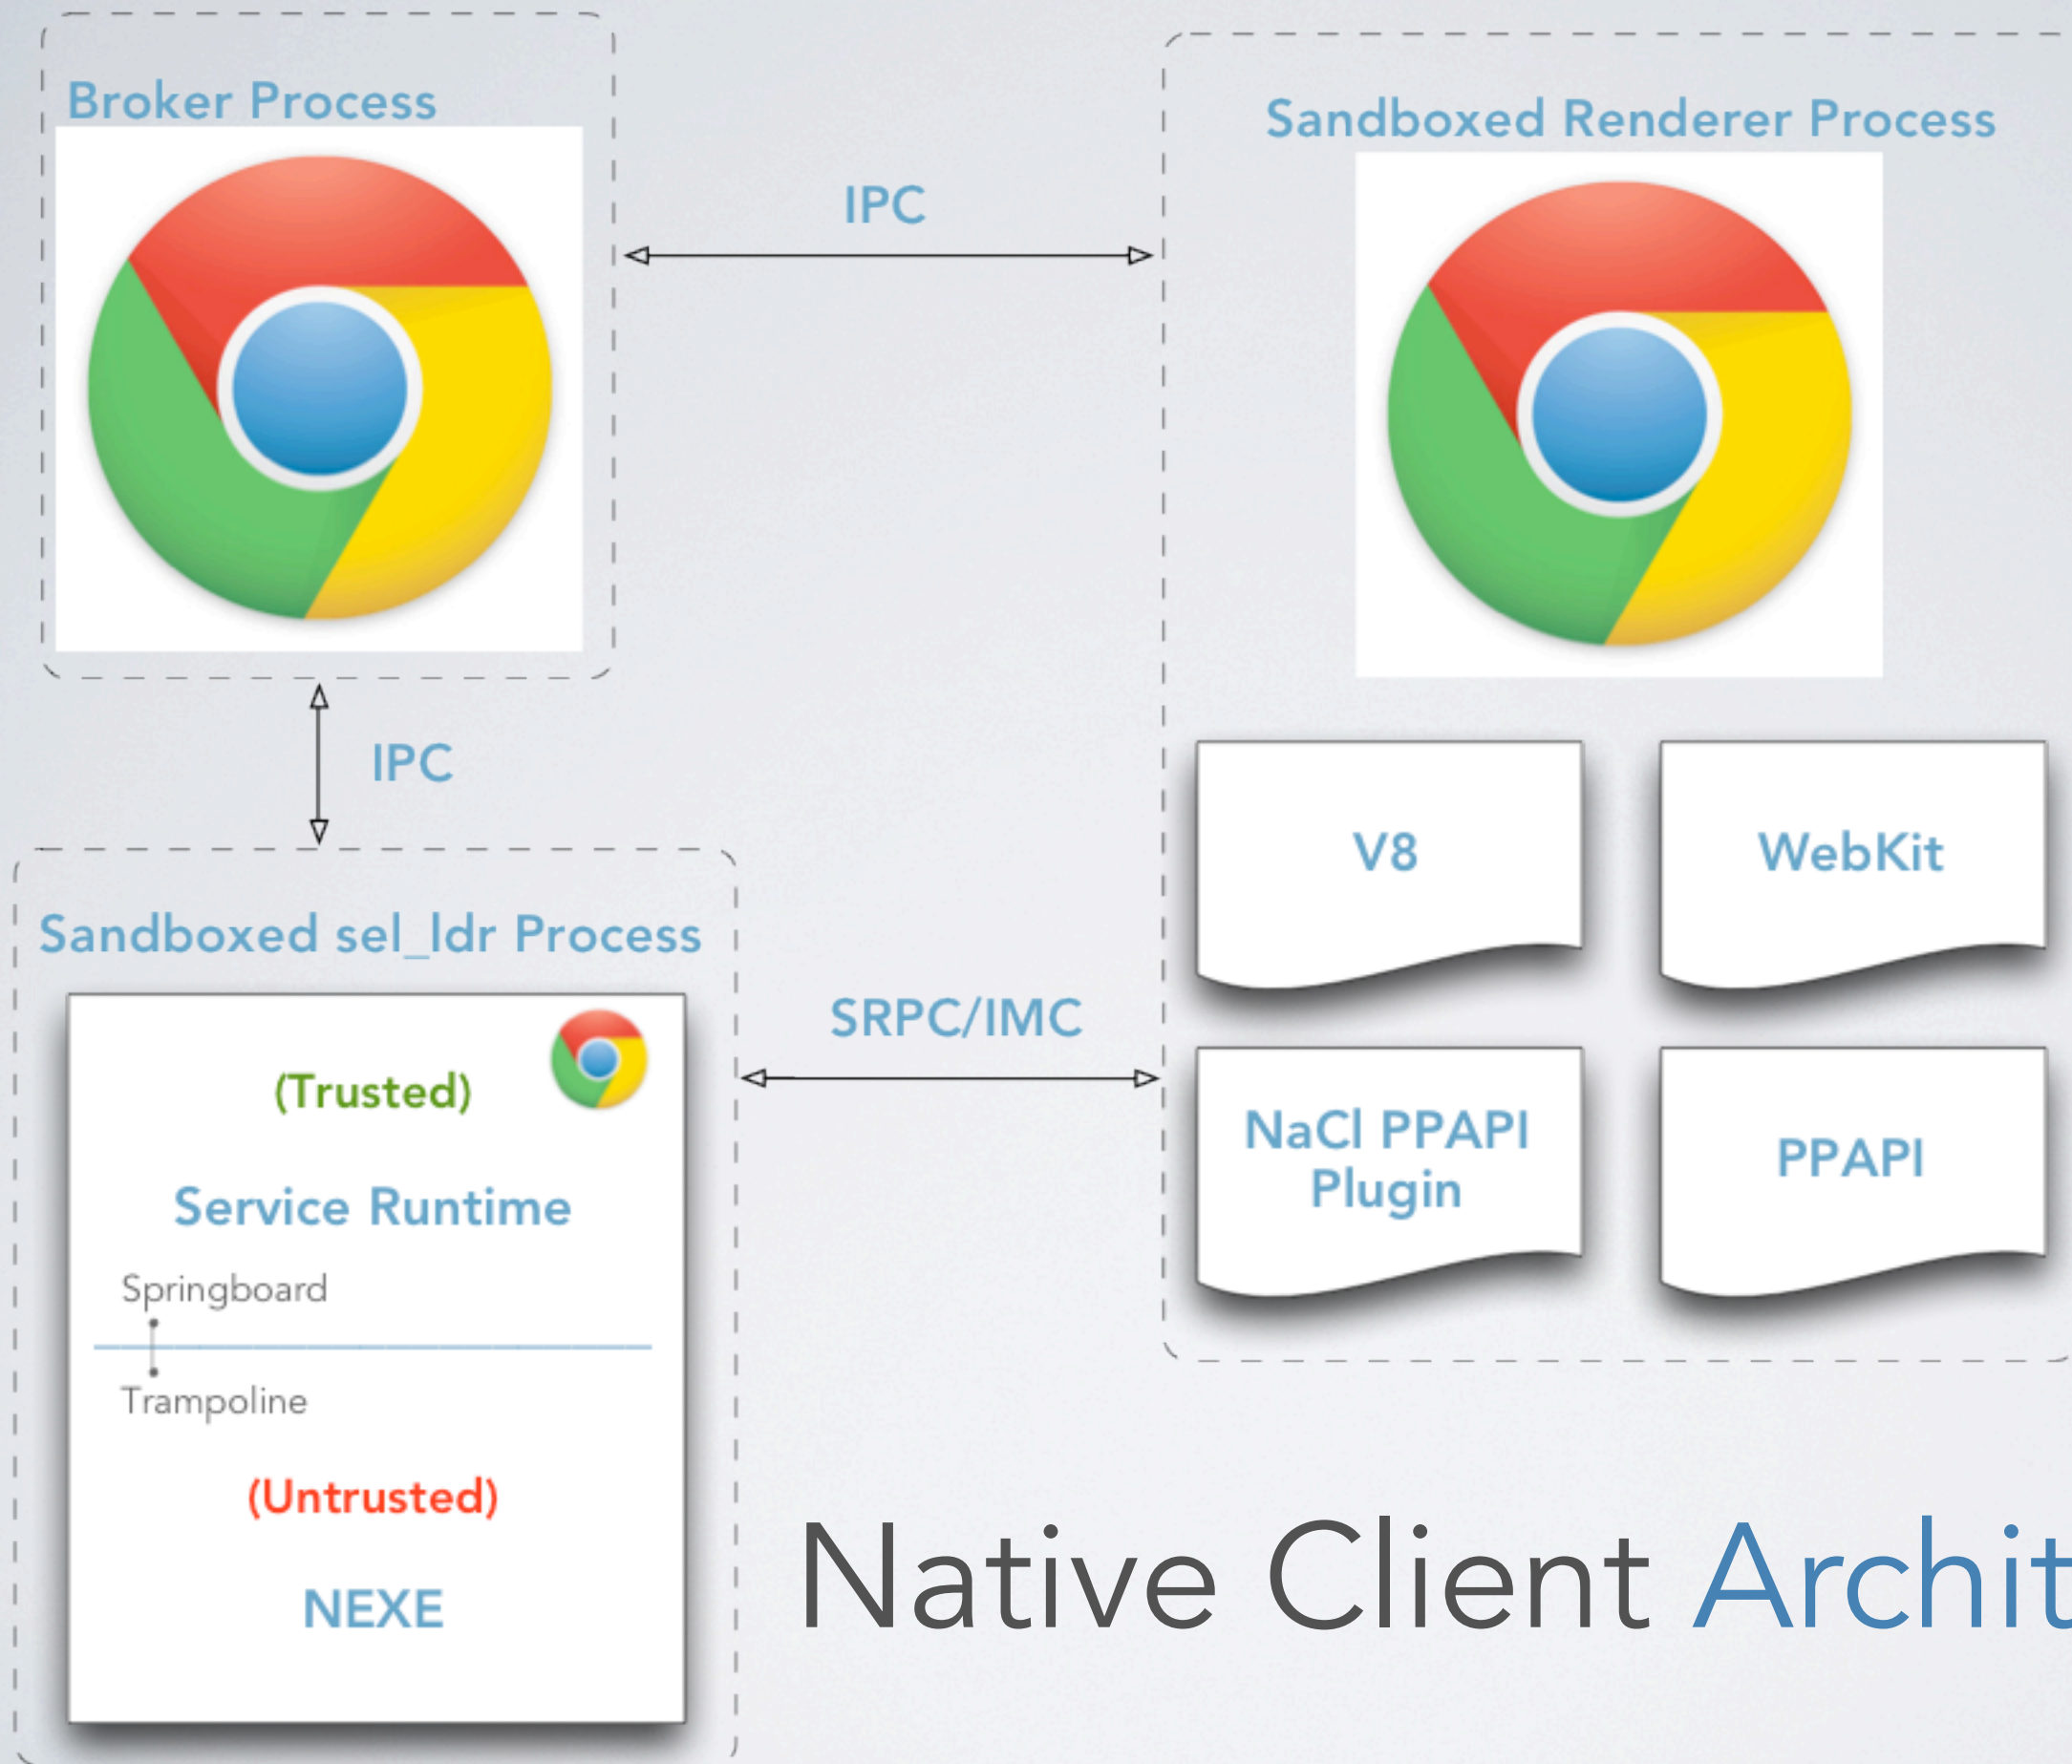 Broker Process
Sandboxed Renderer Process
IPC
IPC
V8
WebKit
Sandboxed sel_ldr Process
SRPC/IMC
(Trusted)
NaCl PPAPI
Plugin
PPAPI
Service Runtime
Springboard
Trampoline
(Untrusted)
NEXE
Native Client Archit